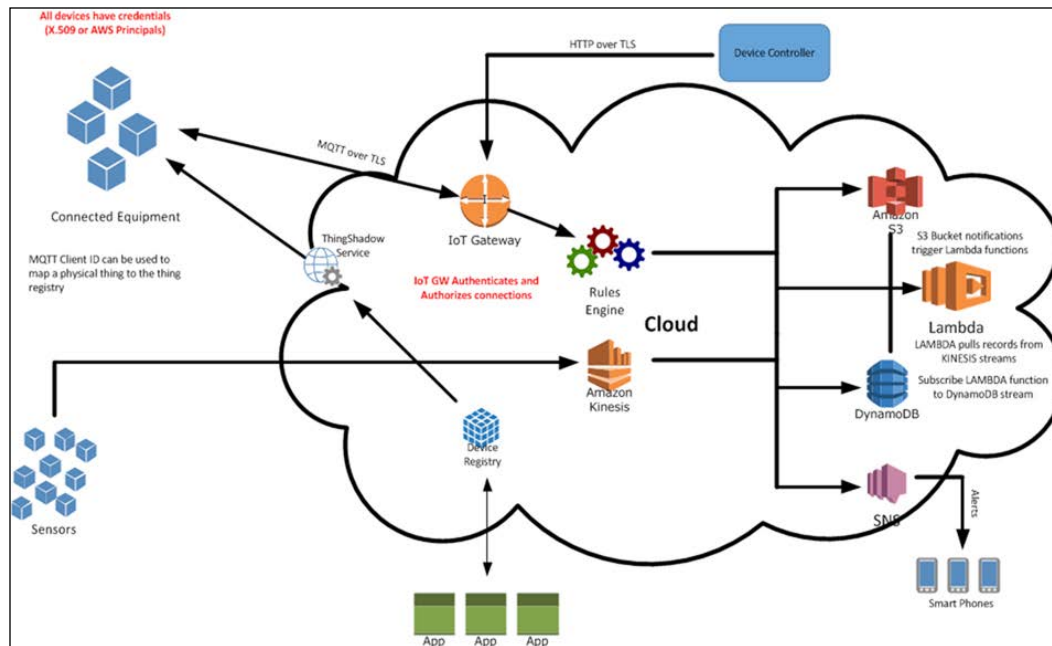 All devices have credentials
(X.509 or AWS Principals)
HTTP over TLS
Device Controller
MQTT over TLS
Connected Equipment
IoT Gateway
Amazon
S3
ThingShadow
Service
S3 Bucket notifications
trigger Lambda functions
MQTT Client ID can be used to
map a physical thing to the thing
registry
IoT GW Authenticates and
Authorizes connections
Rules
Engine
Cloud
Lambda
LAMBDA pulls records from
KINESIS streams
Amazon
Kinesis
Subscribe LAMBDA function
to DynamoDB stream
DynamoDB
Device
Registry
Sensors
SNS
Alerts
Smart Phones
App
App
App